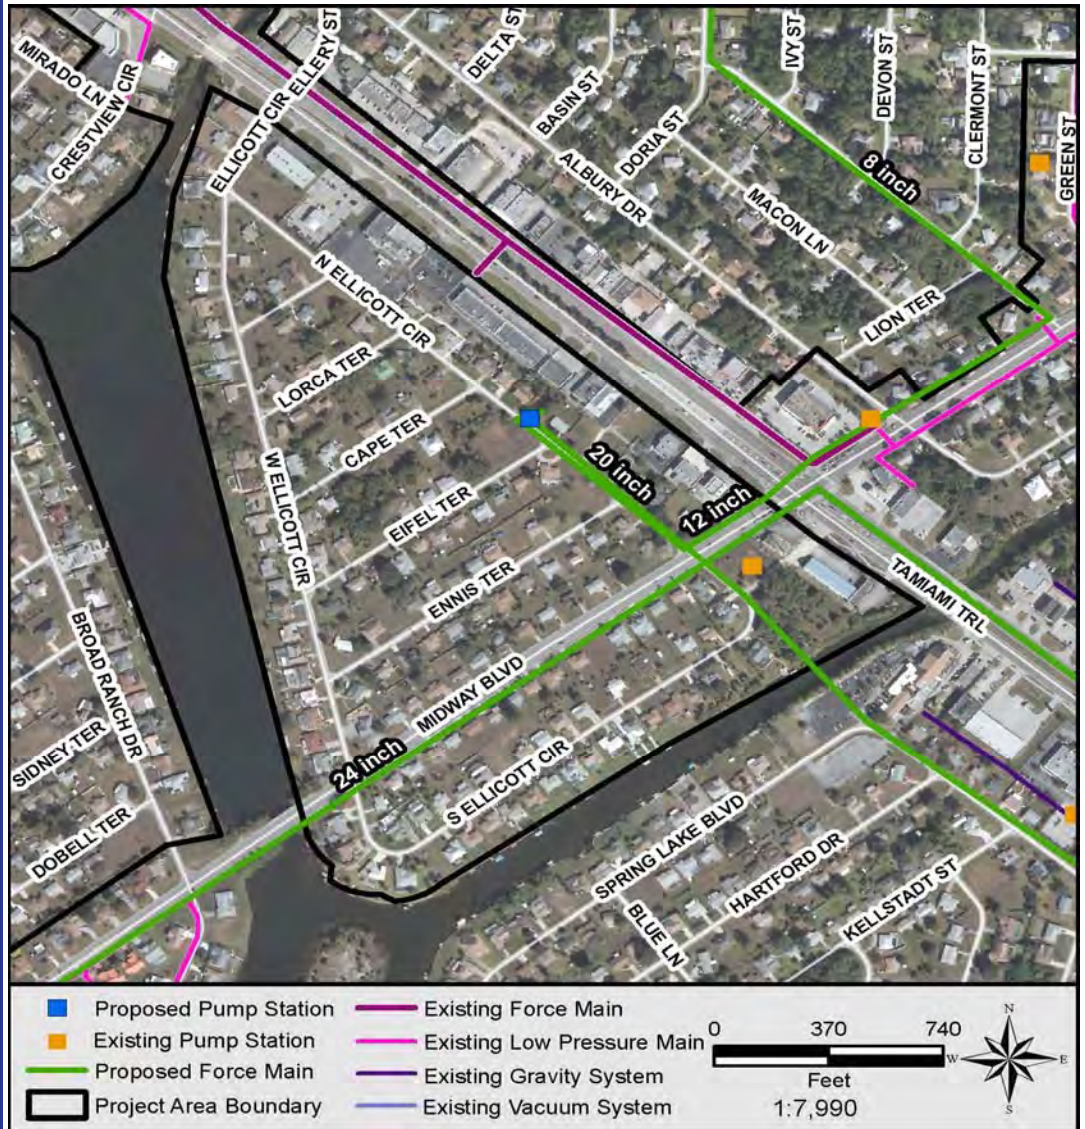 DELTA ST
IVY ST
DEVON ST
CLERMONT ST
GREEN ST
MIRADO LN
CRESTVIEW CIR
ELLERY ST
ELLICOTT CIR
BASIN ST
DORIA ST
ALBURY DR
MACON LN
8 inch
LION TER
N ELLICOTT CIR
LORCA TER
CAPE TER
W ELLICOTT CIR
EIFEL TER
20 inch
12 inch
ENNIS TER
TAMIAMI TRL
BROAD RANCH DR
MIDWAY BLVD
24 inch
S ELLICOTT CIR
SIDNEY TER
DOBELL TER
SPRING LAKE BLVD
HARTFORD DR
BLUE LN
KELLSTADT ST
Proposed Pump Station
Existing Pump Station
Proposed Force Main
Project Area Boundary
Existing Force Main
Existing Low Pressure Main
Existing Gravity System
Existing Vacuum System
0 370 740
Feet
1:7,990
N
W E
S